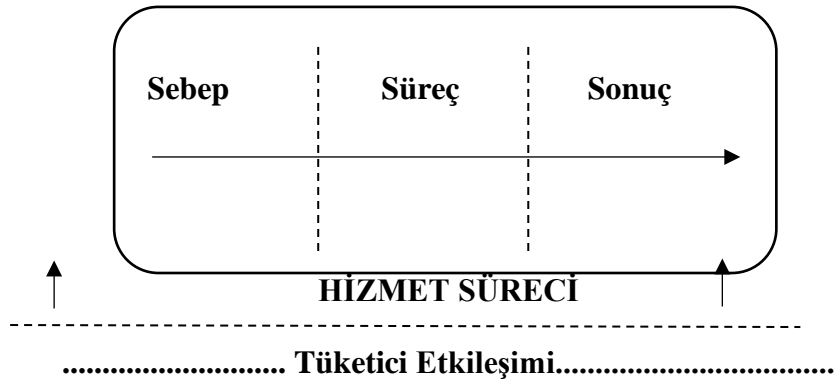 Sebep Süreç Sonuç
HİZMET SÜRECİ
............................ Tüketici Etkileşimi...................................